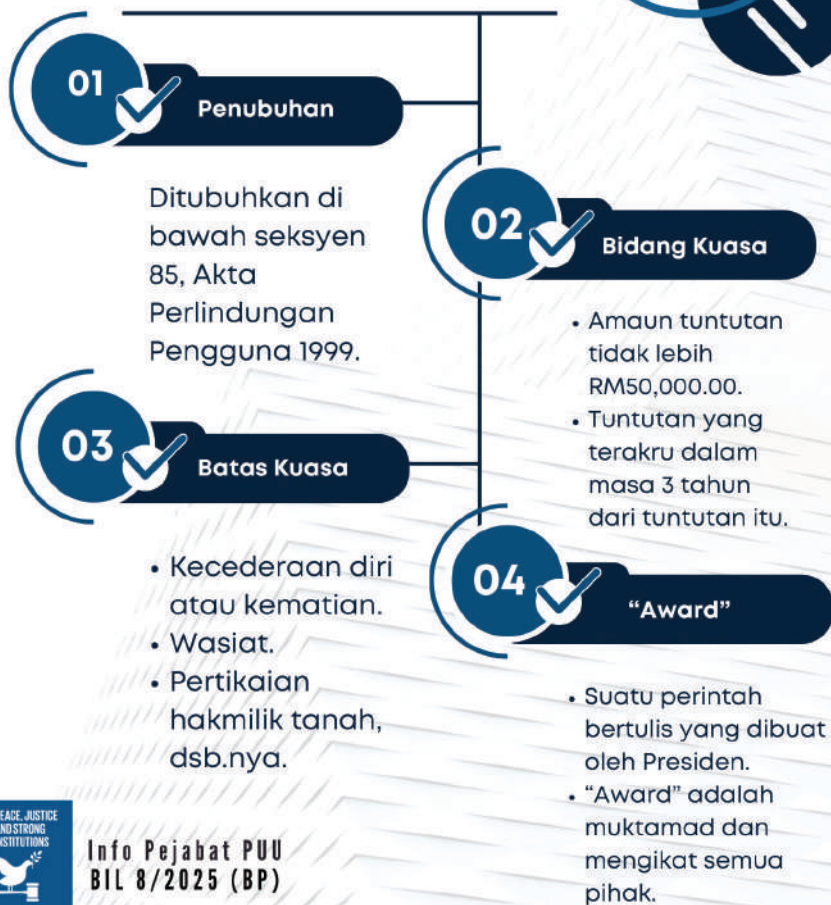 01
Penubuhan
Ditubuhkan di
bawah seksyen
85, Akta
Perlindungan
Pengguna 1999.
02
Bidang Kuasa
• Amaun tuntutan
tidak lebih
RM50,000.00.
• Tuntutan yang
terakru dalam
masa 3 tahun
dari tuntutan itu.
03
Batas Kuasa
• Kecederaan diri
atau kematian.
• Wasiat.
• Pertikaian
hakmilik tanah,
dsb.nya.
04
“Award”
• Suatu perintah
bertulis yang dibuat
oleh Presiden.
• “Award” adalah
muktamad dan
mengikat semua
pihak.
EACE, JUSTICE
ND STRONG
NSTITUTIONS
Info Pejabat PUU
BIL 8/2025 (BP)